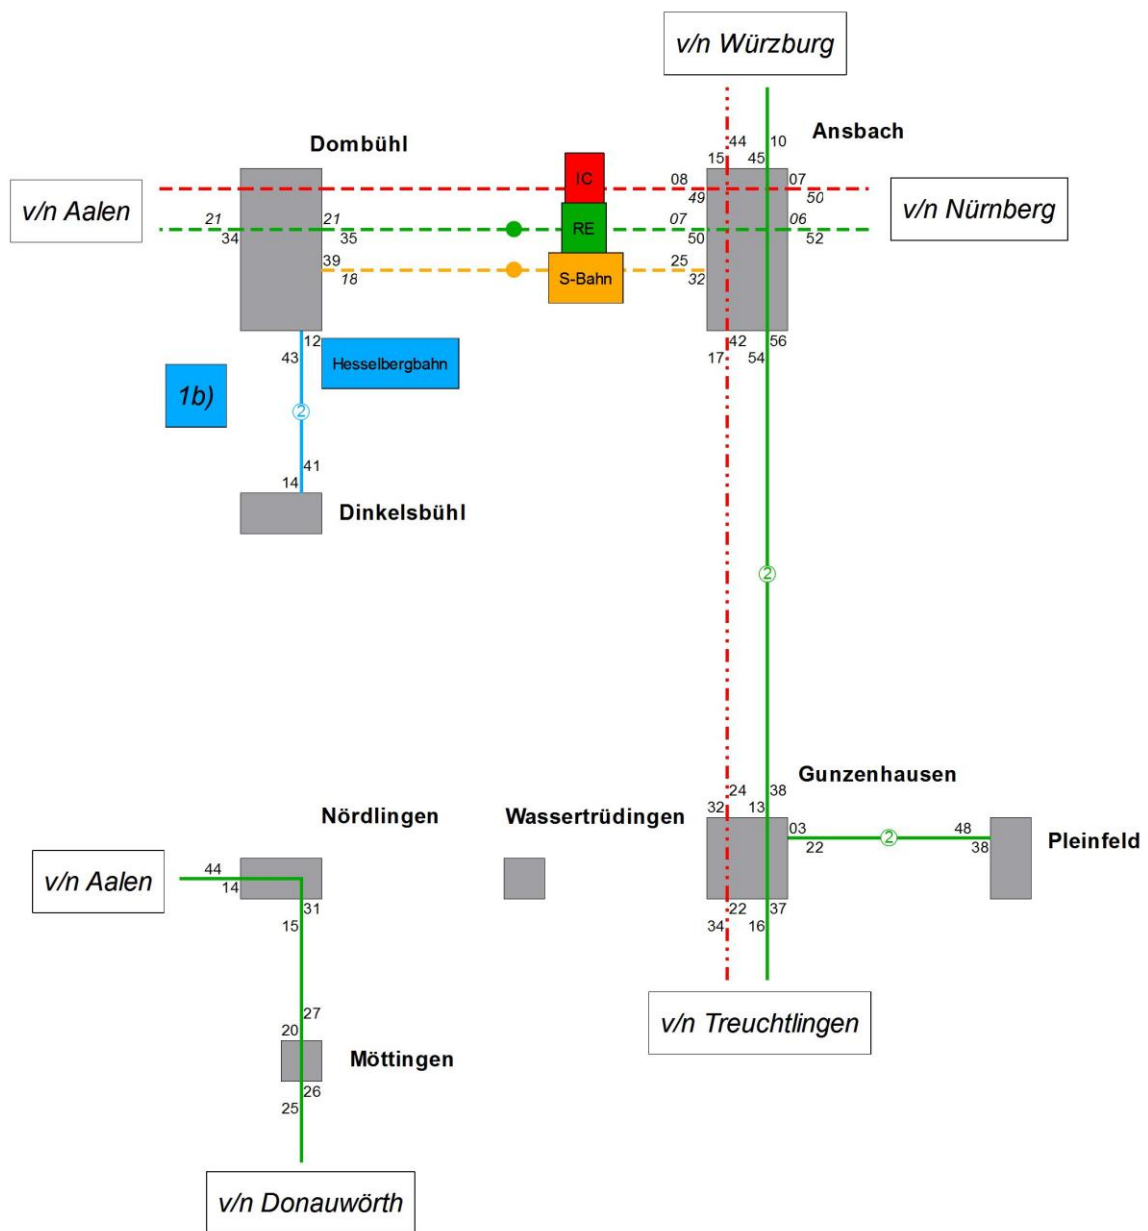 v/n Würzburg
Dombühl
44 10
Ansbach
15 45
v/n Aalen
IC
08 07
49 50
v/n Nürnberg
21 21
RE
07 06
34 35
50 52
39
18
S-Bahn
25
32
12
43
Hesselbergbahn
42 56
17 54
1b)
2
41
14
Dinkelsbühl
2
Gunzenhausen
24 38
32 13
Nördlingen
Wassertrüdingen
03
22
2
48
38
Pleinfeld
v/n Aalen
44
14
31
15
22 37
34 16
v/n Treuchtlingen
27
20
Möttingen
26
25
v/n Donauwörth